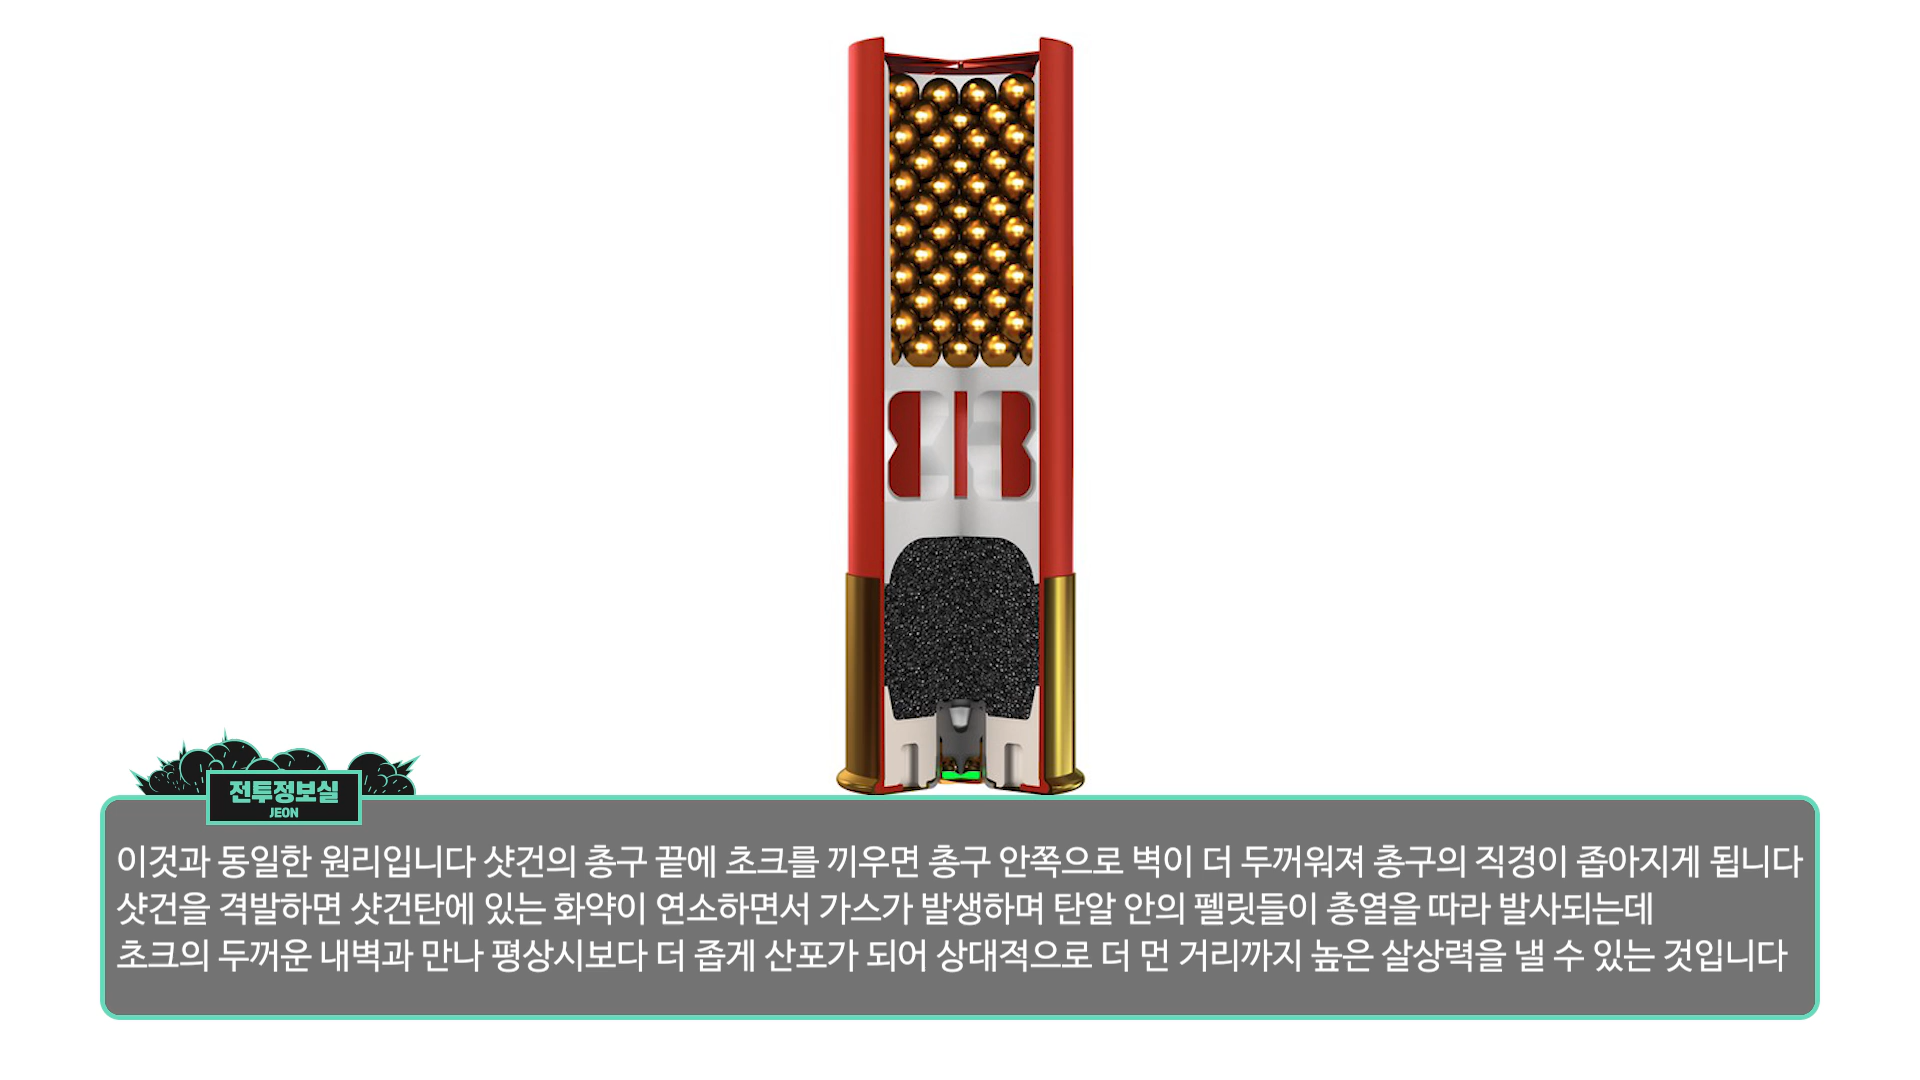 전투정보실
JEON
이것과 동일한 원리입니다 샷건의 총구 끝에 초크를 끼우면 총구 안쪽으로 벽이 더 두꺼워져 총구의 직경이 좁아지게 됩니다
샷건을 격발하면 샷건탄에 있는 화약이 연소하면서 가스가 발생하며 탄알 안의 펠릿들이 총열을 따라 발사되는데
초크의 두꺼운 내벽과 만나 평상시보다 더 좁게 산포가 되어 상대적으로 더 먼 거리까지 높은 살상력을 낼 수 있는 것입니다